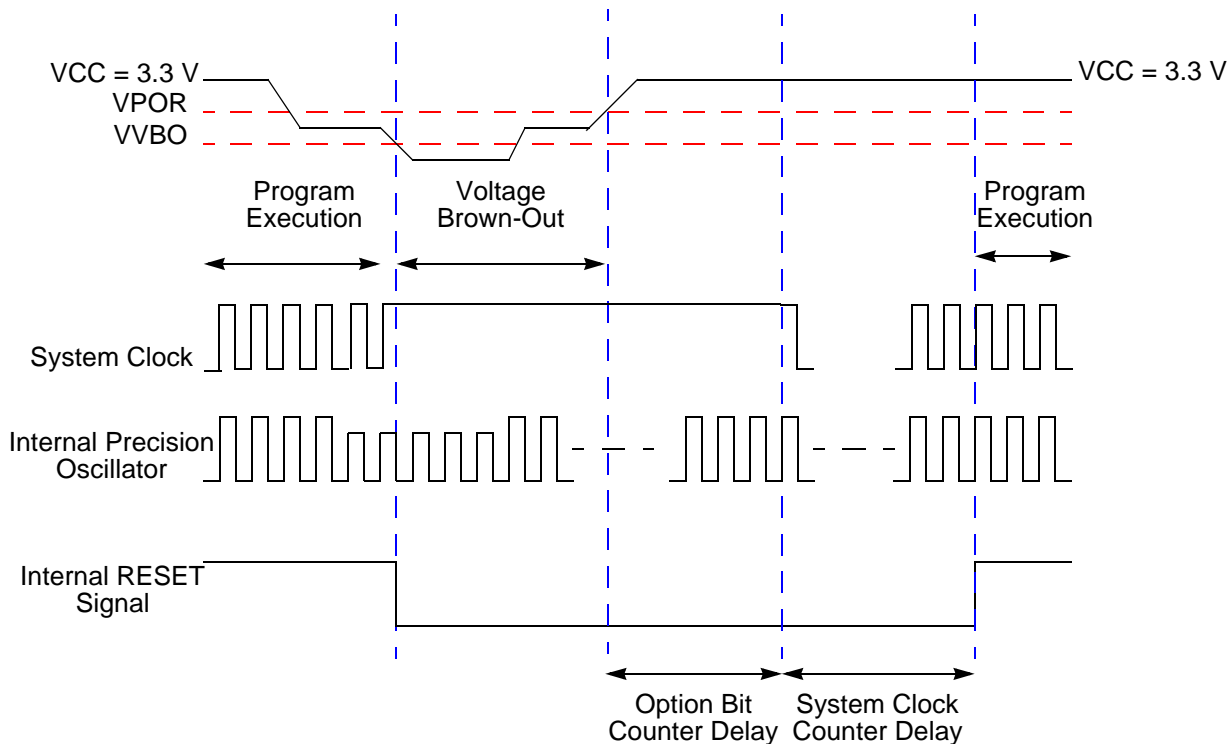 VCC = 3.3 V
VCC = 3.3 V
VPOR
VVBO
Program
Execution
Voltage
Brown-Out
Program
Execution
System Clock
Internal Precision
Oscillator
Internal RESET
Signal
Option Bit
Counter Delay
System Clock
Counter Delay